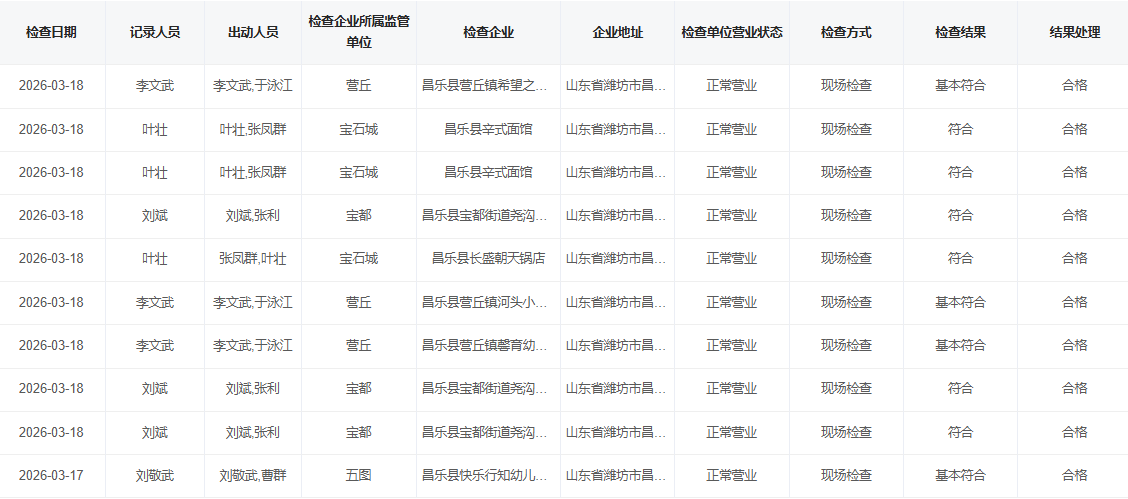 检查日期 记录人员 出动人员 检查企业所属监管单位 检查企业 企业地址 检查单位营业状态 检查方式 检查结果 结果处理
2026-03-18 李文武 李文武,于泳江 营丘 昌乐县营丘镇希望之... 山东省潍坊市昌... 正常营业 现场检查 基本符合 合格
2026-03-18 叶壮 叶壮,张凤群 宝石城 昌乐县辛式面馆 山东省潍坊市昌... 正常营业 现场检查 符合 合格
2026-03-18 叶壮 叶壮,张凤群 宝石城 昌乐县辛式面馆 山东省潍坊市昌... 正常营业 现场检查 符合 合格
2026-03-18 刘斌 刘斌,张利 宝都 昌乐县宝都街道尧沟... 山东省潍坊市昌... 正常营业 现场检查 符合 合格
2026-03-18 叶壮 张凤群,叶壮 宝石城 昌乐县长盛朝天锅店 山东省潍坊市昌... 正常营业 现场检查 符合 合格
2026-03-18 李文武 李文武,于泳江 营丘 昌乐县营丘镇河头小... 山东省潍坊市昌... 正常营业 现场检查 基本符合 合格
2026-03-18 李文武 李文武,于泳江 营丘 昌乐县营丘镇馨育幼... 山东省潍坊市昌... 正常营业 现场检查 基本符合 合格
2026-03-18 刘斌 刘斌,张利 宝都 昌乐县宝都街道尧沟... 山东省潍坊市昌... 正常营业 现场检查 符合 合格
2026-03-18 刘斌 刘斌,张利 宝都 昌乐县宝都街道尧沟... 山东省潍坊市昌... 正常营业 现场检查 符合 合格
2026-03-17 刘敬武 刘敬武,曹群 五图 昌乐县快乐行知幼儿... 山东省潍坊市昌... 正常营业 现场检查 基本符合 合格